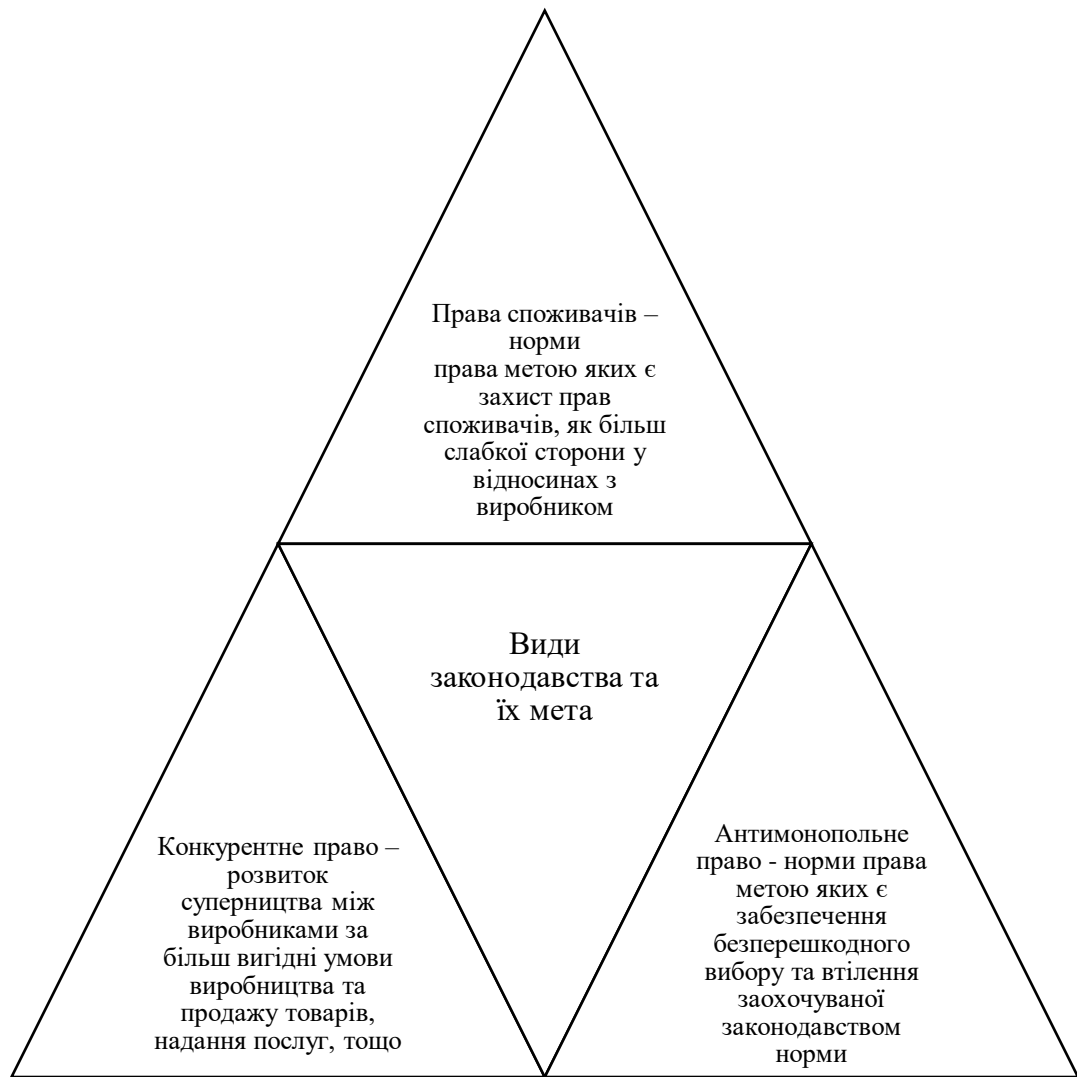 Права споживачів –
норми
права метою яких є
захист прав
споживачів, як більш
слабкої сторони у
відносинах з
виробником
Види
законодавства та
їх мета
Конкурентне право –
розвиток
суперництва між
виробниками за
більш вигідні умови
виробництва та
продажу товарів,
надання послуг, тощо
Антимонопольне
право - норми права
метою яких є
забезпечення
безперешкодного
вибору та втілення
заохочуваної
законодавством
норми